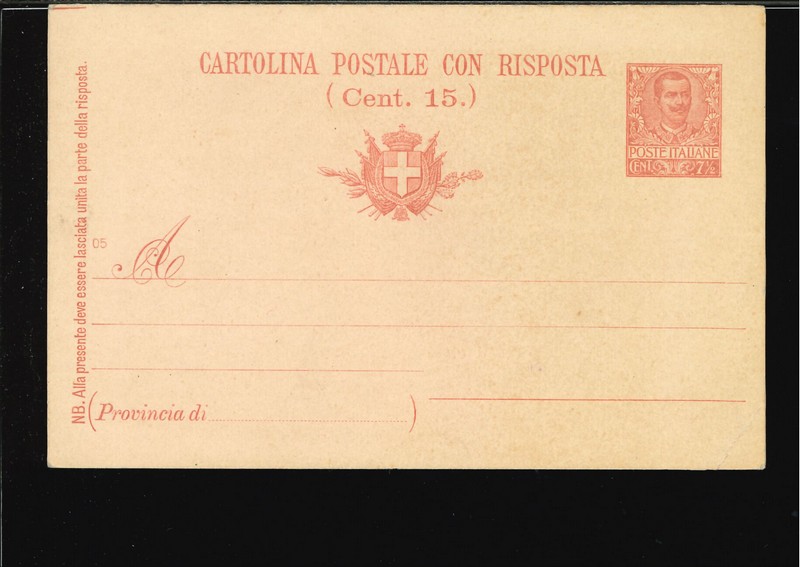 CARTOLINA POSTALE CON RISPOSTA
(Cent. 15.)
POSTE ITALIANE
CENT. 7½
NB. Alla presente deve essere lasciata unita la parte della risposta.
05
A
(Provincia di )